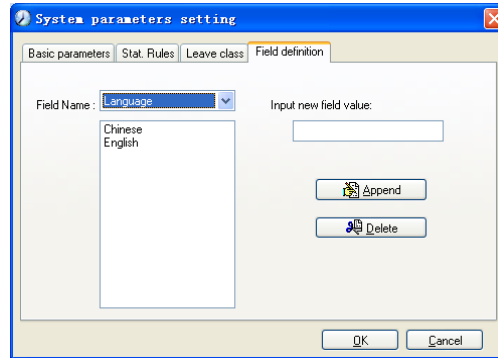 System parameters setting
Basic parameters Stat. Rules Leave class Field definition
Field Name : Language Input new field value:
Chinese
English
Append
Delete
OK Cancel